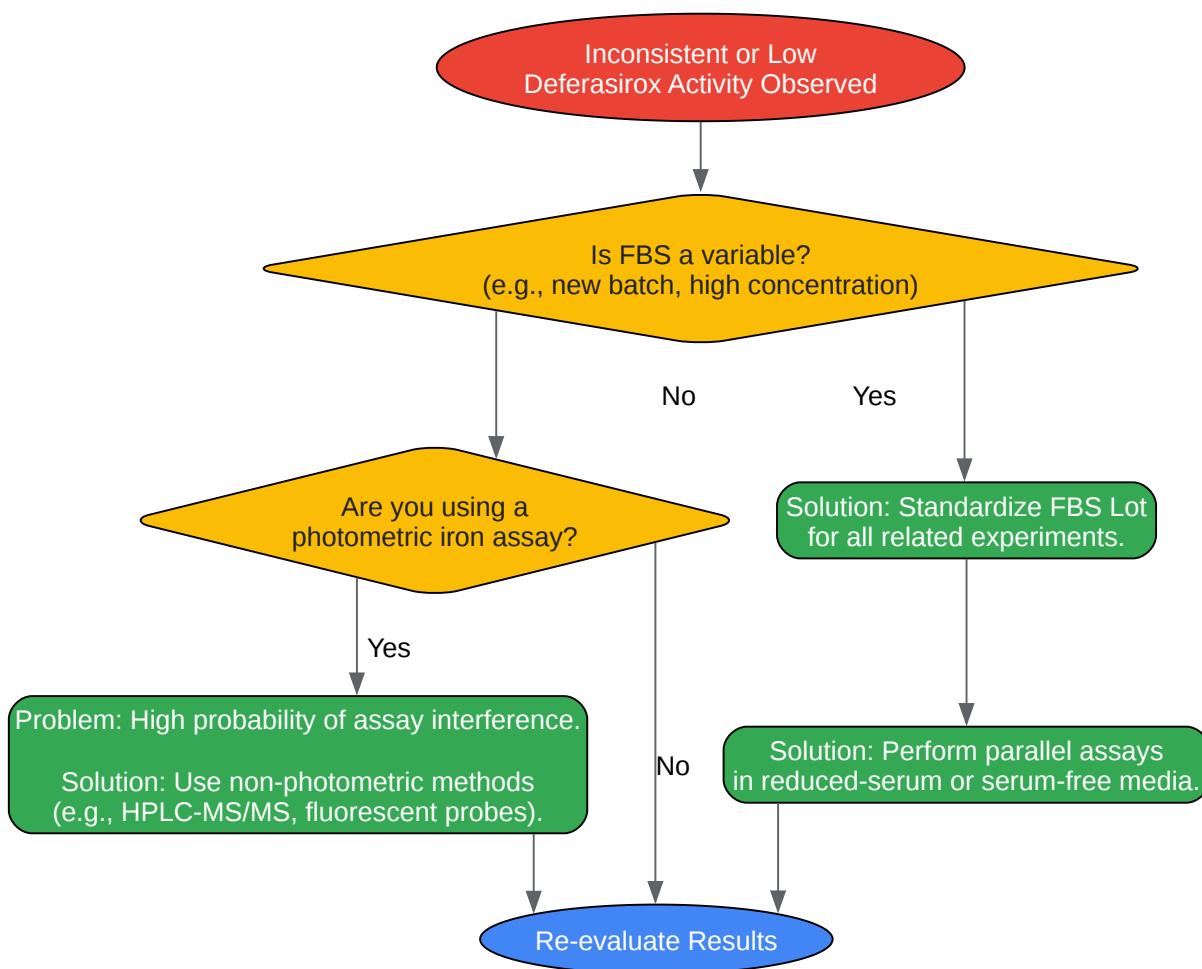 Inconsistent or Low
Deferasirox Activity Observed
Is FBS a variable?
(e.g., new batch, high concentration)
No
Yes
Are you using a
photometric iron assay?
Solution: Standardize FBS Lot
for all related experiments.
Yes
Problem: High probability of assay interference.
Solution: Use non-photometric methods
(e.g., HPLC-MS/MS, fluorescent probes).
No
Solution: Perform parallel assays
in reduced-serum or serum-free media.
Re-evaluate Results